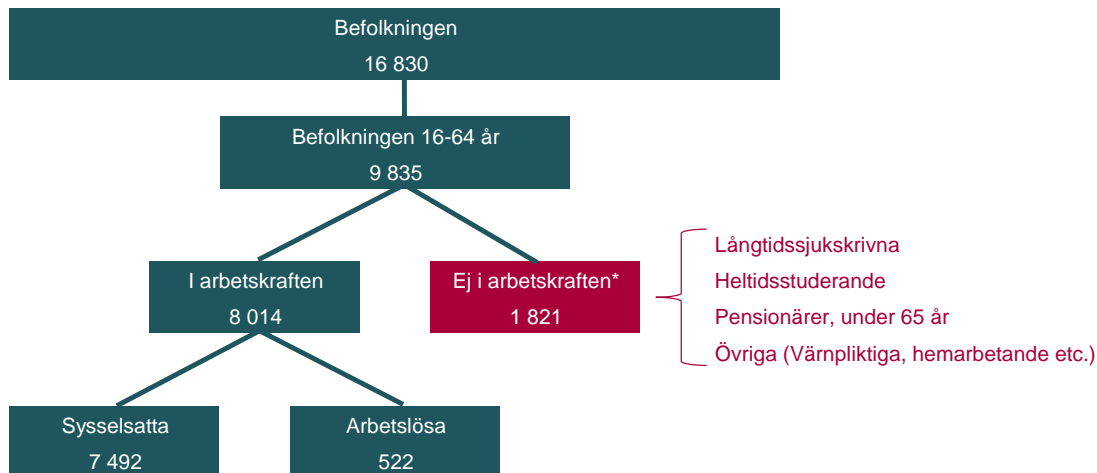 Befolkningen
16 830
Befolkningen 16-64 år
9 835
I arbetskraften
8 014
Ej i arbetskraften*
1 821
Långtidssjukskrivna
Heltidsstuderande
Pensionärer, under 65 år
Övriga (Värnpliktiga, hemarbetande etc.)
Sysselsatta
7 492
Arbetslösa
522